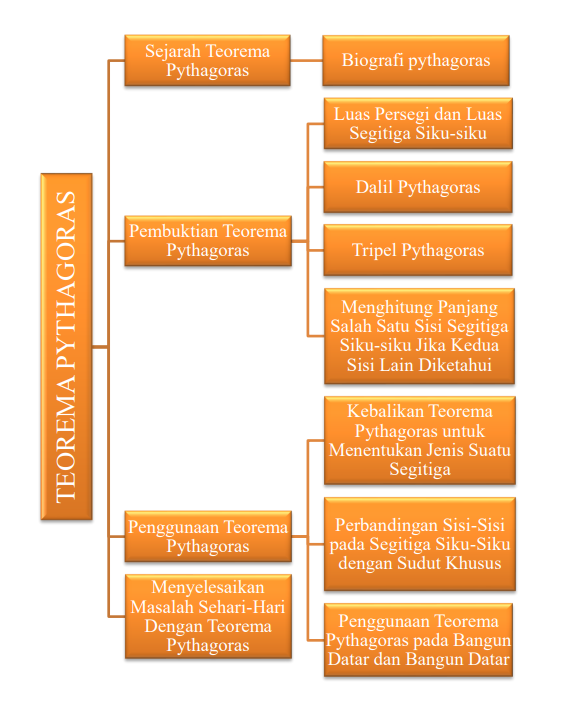 TEOREMA PYTHAGORAS
Sejarah Teorema
Pythagoras
Biografi pythagoras
Pembuktian Teorema
Pythagoras
Luas Persegi dan Luas
Segitiga Siku-siku
Dalil Pythagoras
Tripel Pythagoras
Menghitung Panjang
Salah Satu Sisi Segitiga
Siku-siku Jika Kedua
Sisi Lain Diketahui
Penggunaan Teorema
Pythagoras
Kebalikan Teorema
Pythagoras untuk
Menentukan Jenis Suatu
Segitiga
Perbandingan Sisi-Sisi
pada Segitiga Siku-Siku
dengan Sudut Khusus
Penggunaan Teorema
Pythagoras pada Bangun
Datar dan Bangun Datar
Menyelesaikan
Masalah Sehari-Hari
Dengan Teorema
Pythagoras